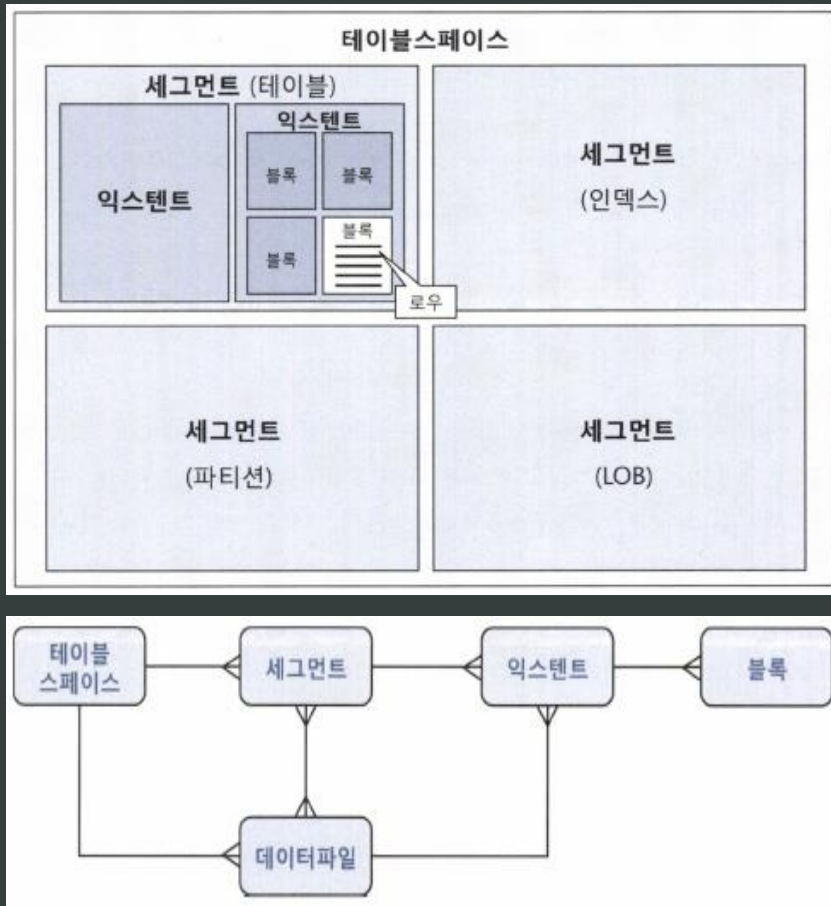 테이블스페이스
세그먼트 (테이블)
익스텐트
익스텐트
블록
블록
블록
블록
로우
세그먼트
(인덱스)
세그먼트
(파티션)
세그먼트
(LOB)
테이블
스페이스
세그먼트
익스텐트
블록
데이터파일